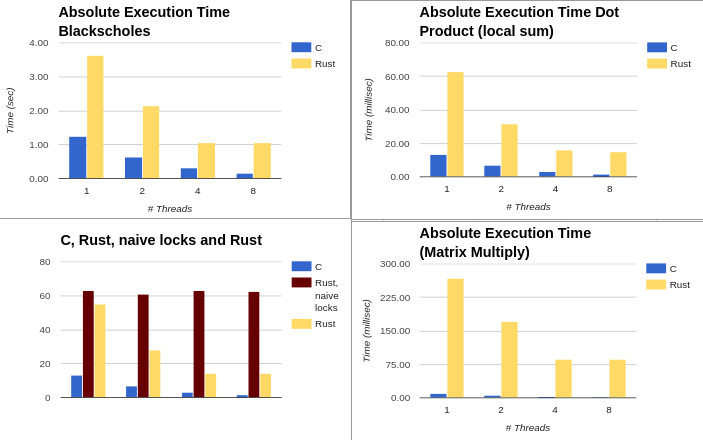 Absolute Execution Time
Blackscholes
4.00
3.00
2.00
1.00
0.00
Time (sec)
1 2 4 8
# Threads
C
Rust
Absolute Execution Time Dot
Product (local sum)
80.00
60.00
40.00
20.00
0.00
Time (millisec)
1 2 4 8
# Threads
C
Rust
C, Rust, naive locks and Rust
80
60
40
20
0
C
Rust,
naive
locks
Rust
Absolute Execution Time
(Matrix Multiply)
300.00
225.00
150.00
75.00
0.00
Time (millisec)
1 2 4 8
# Threads
C
Rust